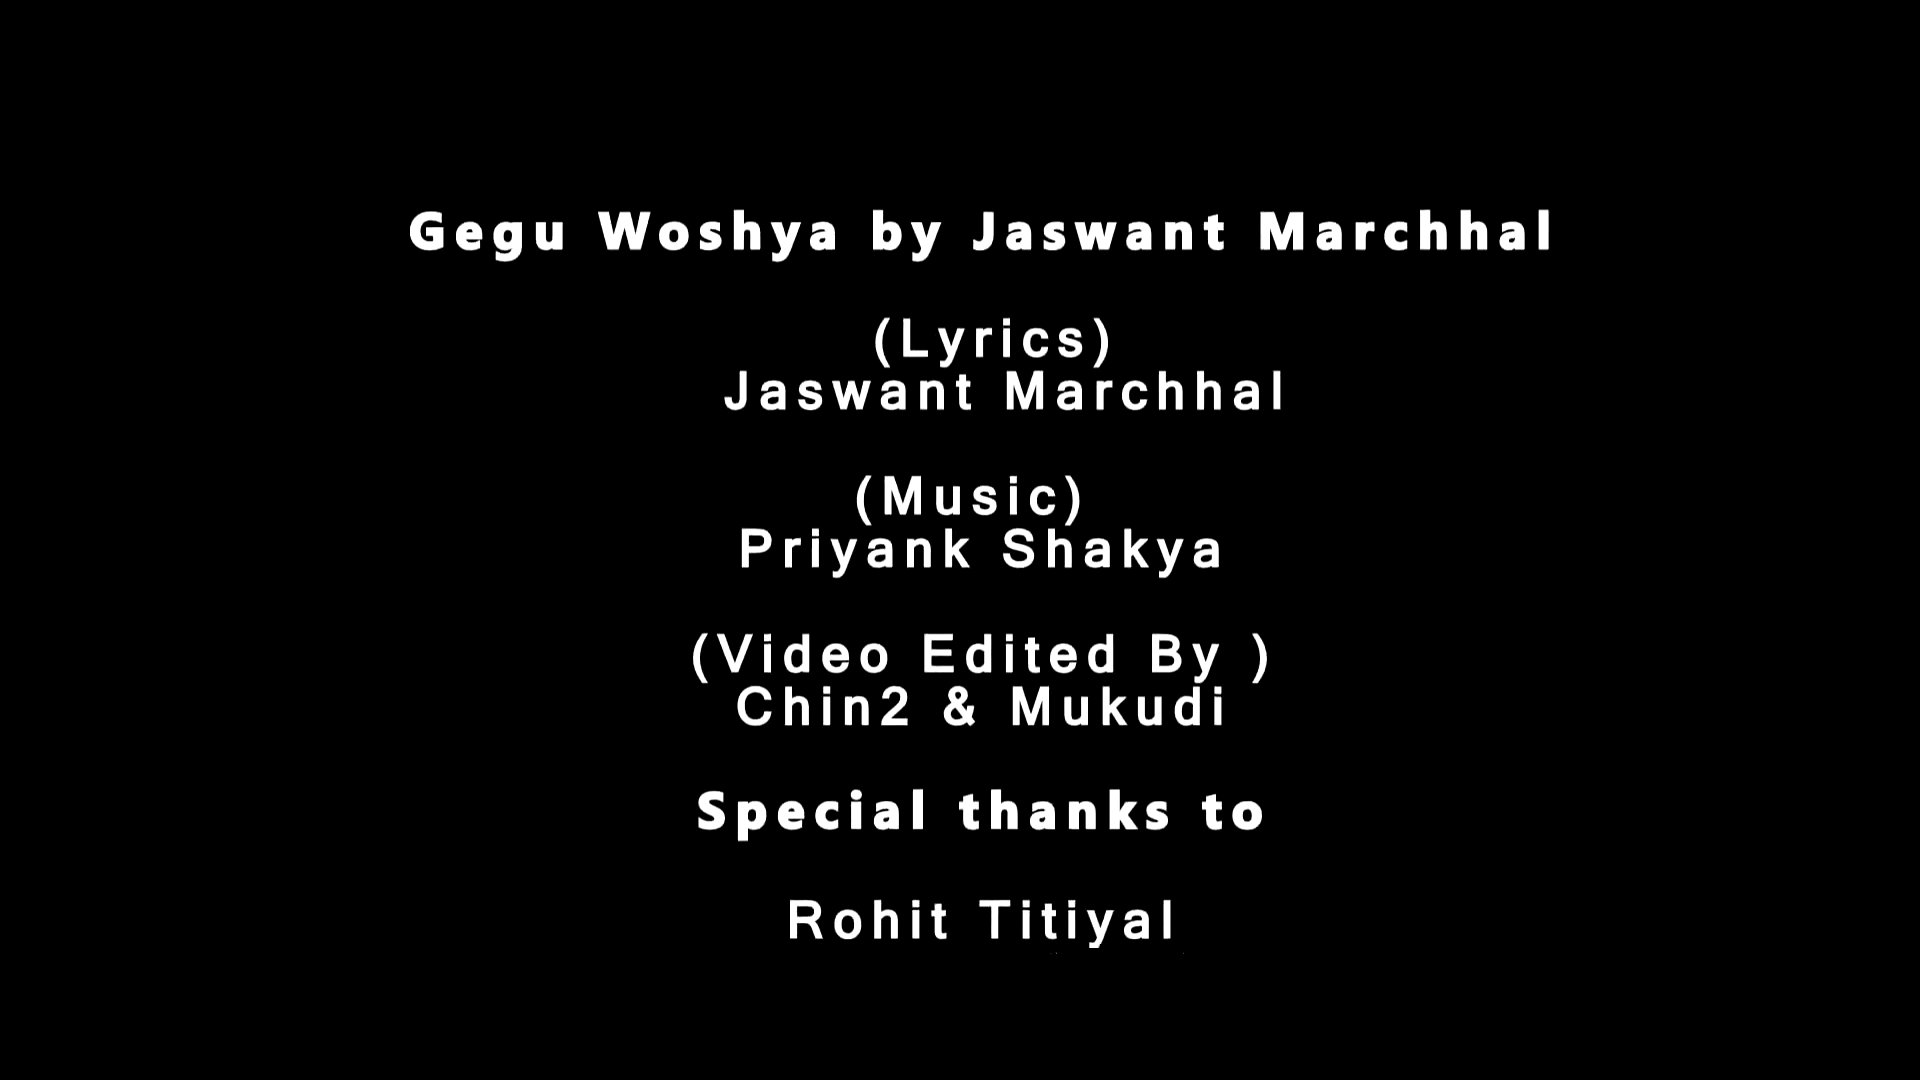 Gegu Woshya by Jaswant Marchhal
(Lyrics)
Jaswant Marchhal
(Music)
Priyank Shakya
(Video Edited By )
Chin2 & Mukudi
Special thanks to
Rohit Titiyal